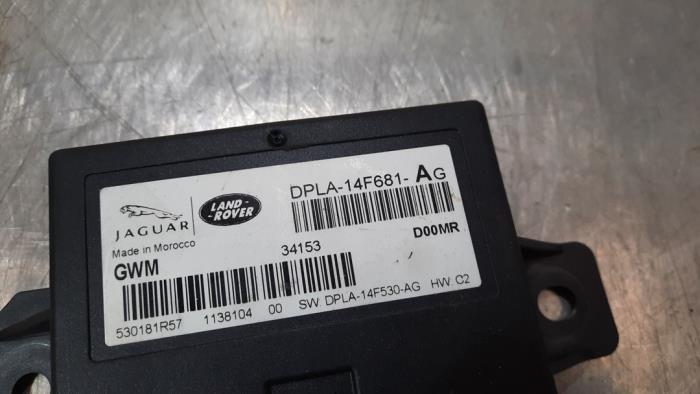 DPLA-14F681- AG
JAGUAR
LAND-
-ROVER
Made in Morocco
GWM
34153
D00MR
530181R57 1138104 00 SW: DPLA-14F530-AG HW: C2